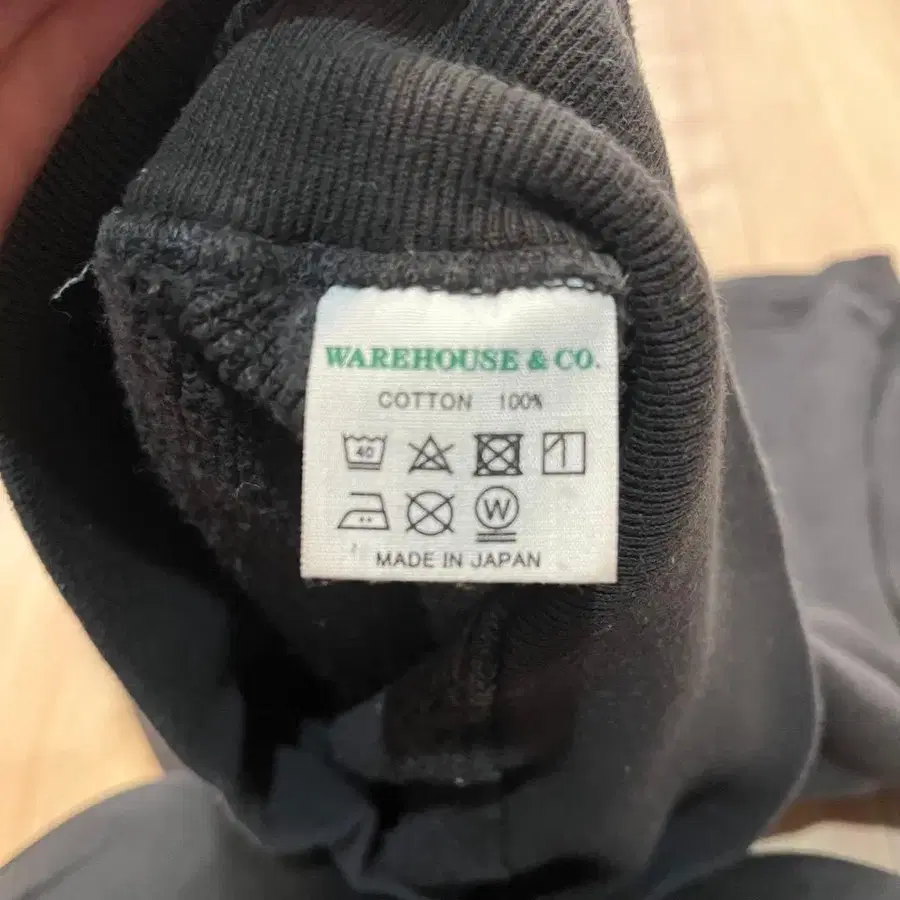 WAREHOUSE & CO.
COTTON 100%
40
W
MADE IN JAPAN